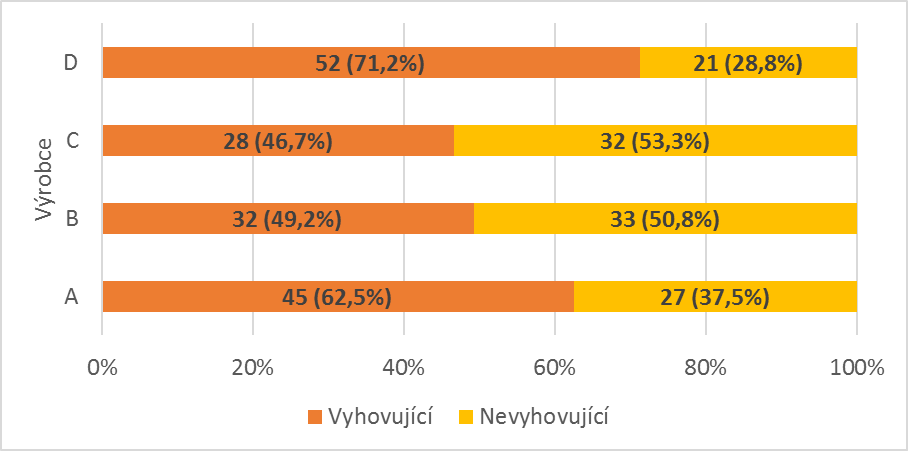 Výrobce
D
52 (71,2%)
21 (28,8%)
C
28 (46,7%)
32 (53,3%)
B
32 (49,2%)
33 (50,8%)
A
45 (62,5%)
27 (37,5%)
0% 20% 40% 60% 80% 100%
Vyhovující Nevyhovující